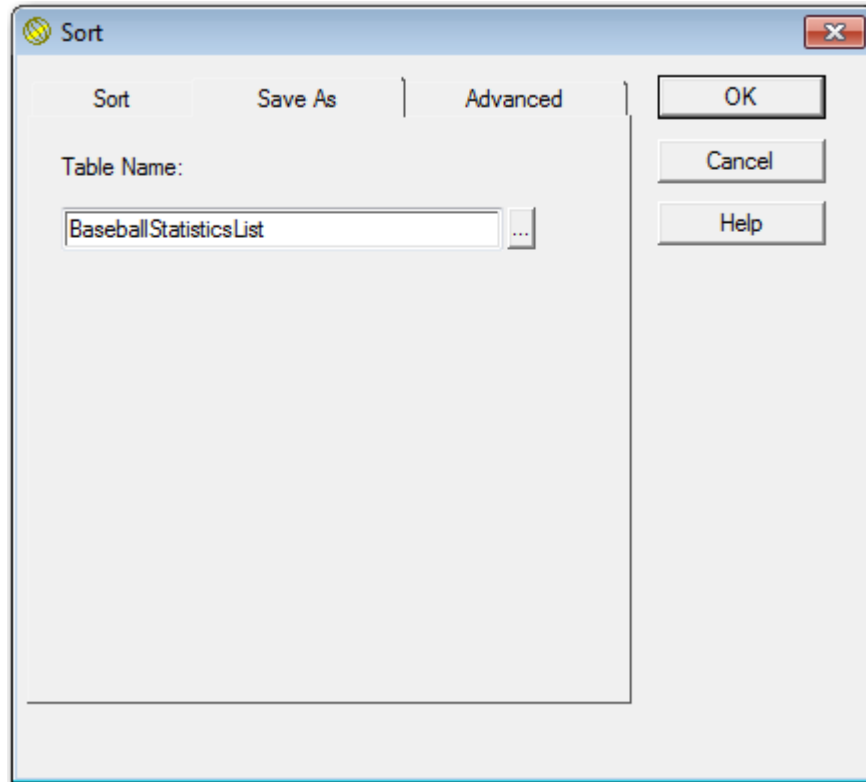 Sort
Sort Save As Advanced
OK
Cancel
Help
Table Name:
BaseballStatisticsList
...